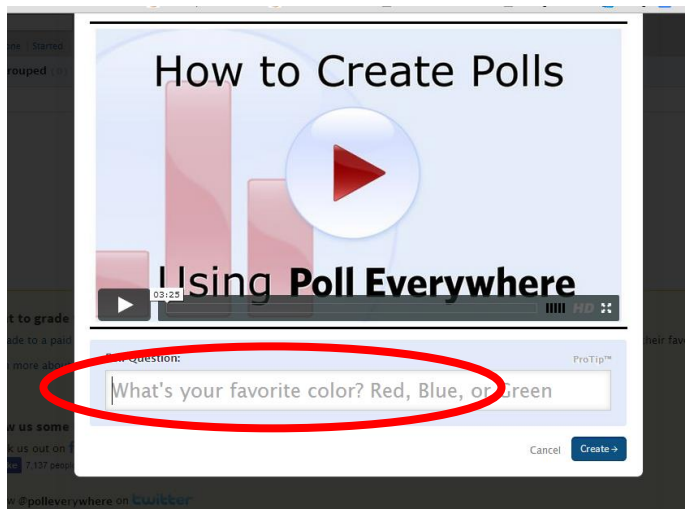 Started
rouped
How to Create Polls
03:25
Using Poll Everywhere
HD
t to grade
ade to a paid
their fav
more about
Poll Question:
ProTip™
What's your favorite color? Red, Blue, or Green
w us some
k us out on f
Cancel
Create →
7,137 peopl
w @polleverywhere on twitter